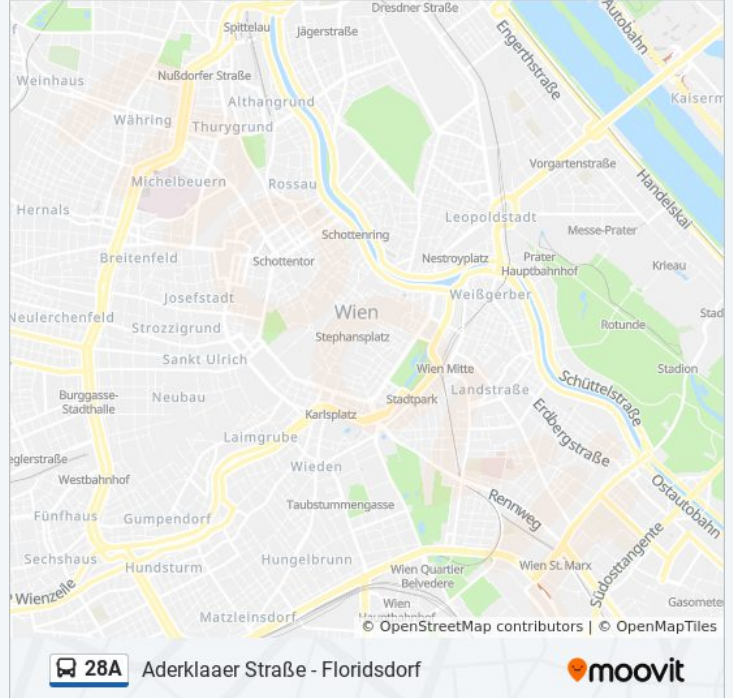 Dresdner Straße
Autobahn
Spittelau
Jägerstraße
Engerthstraße
Nußdorfer Straße
Weinhaus
Althangrund
Kaiserm
Währing
Thurygrund
Vorgartenstraße
Michelbeuern
Rossau
Handelskai
Hernals
Leopoldstadt
Schottenring
Messe-Prater
Breitenfeld
Schottentor
Nestroyplatz
Prater
Hauptbahnhof
Krieau
Josefstadt
Weißgerber
Neulerchenfeld
Wien
Stad
Strozzigrund
Stephansplatz
Rotunde
Sankt Ulrich
Wien Mitte
Stadion
Burggasse-
Stadthalle
Neubau
Landstraße
Schüttelstraße
Stadtpark
Karlsplatz
Erdbergstraße
Laimgrube
eglerstraße
Wieden
Westbahnhof
Ostautobahn
Taubstummengasse
Rennweg
Fünfhaus
Gumpendorf
Südosttangente
Sechshaus
Hundsturm
Hungelbrunn
Wien Quartier
Belvedere
Wien St. Marx
Wienzeile
Wien
Hauptbahnhof
Gasomete
Matzleinsdorf
© OpenStreetMap contributors | © OpenMapTiles
28A Aderklaaer Straße - Floridsdorf
moovit